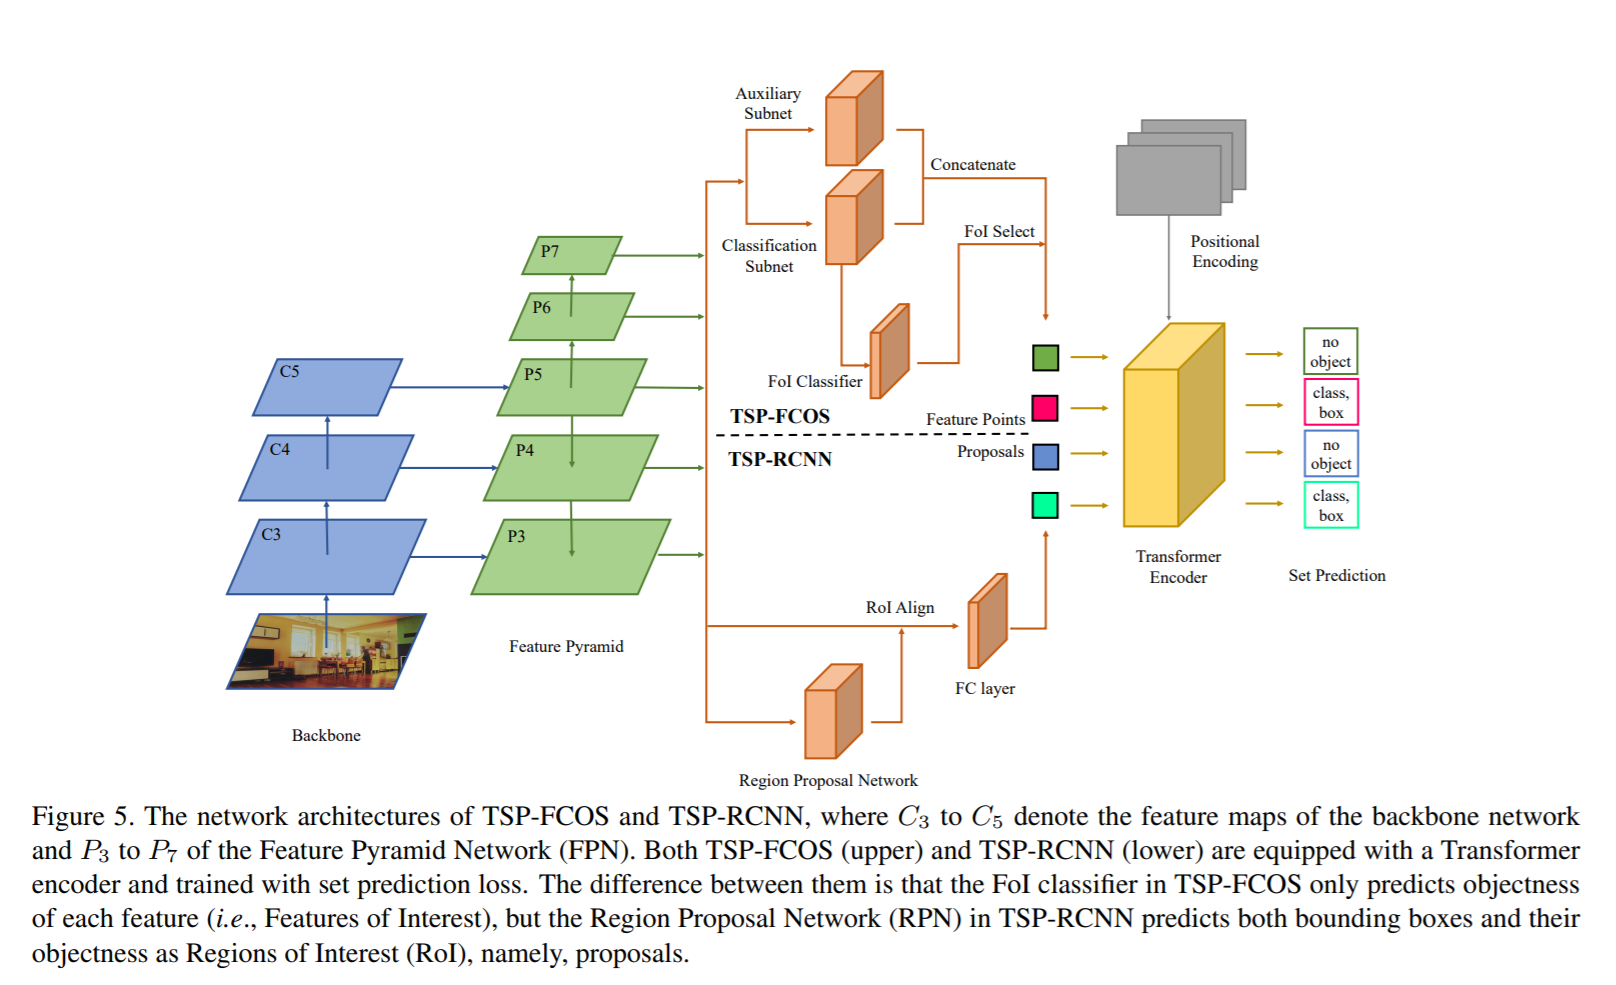 Auxiliary
Subnet
Concatenate
Classification
Subnet
FoI Select
Positional
Encoding
P7
P6
C5
P5
FoI Classifier
no
object
TSP-FCOS
Feature Points
class,
box
C4
P4
TSP-RCNN
Proposals
no
object
class,
box
C3
P3
Transformer
Encoder
Set Prediction
RoI Align
Feature Pyramid
FC layer
Backbone
Region Proposal Network
Figure 5. The network architectures of TSP-FCOS and TSP-RCNN, where C3 to C5 denote the feature maps of the backbone network
and P3 to P7 of the Feature Pyramid Network (FPN). Both TSP-FCOS (upper) and TSP-RCNN (lower) are equipped with a Transformer
encoder and trained with set prediction loss. The difference between them is that the FoI classifier in TSP-FCOS only predicts objectness
of each feature (i.e., Features of Interest), but the Region Proposal Network (RPN) in TSP-RCNN predicts both bounding boxes and their
objectness as Regions of Interest (RoI), namely, proposals.